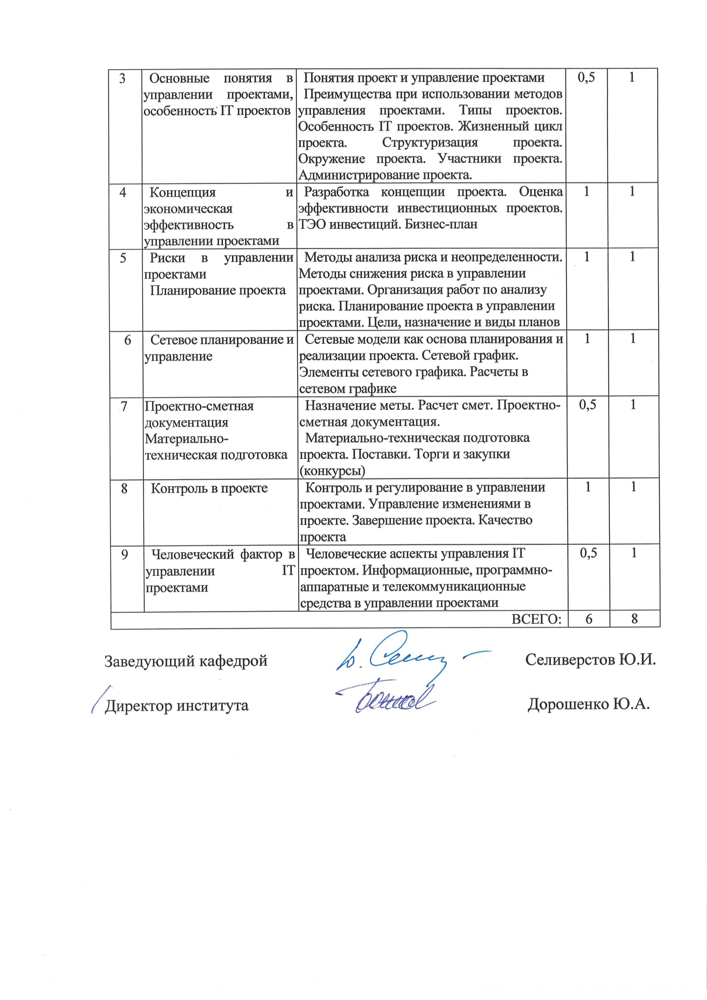 3 Основные понятия в управлении проектами, особенность IT проектов
Понятия проект и управление проектами
Преимущества при использовании методов
управления проектами. Типы проектов.
Особенность IT проектов. Жизненный цикл
проекта. Структуризация проекта.
Окружение проекта. Участники проекта.
Администрирование проекта.
0,5 1
4 Концепция и
экономическая
эффективность в
управлении проектами
Разработка концепции проекта. Оценка
эффективности инвестиционных проектов.
ТЭО инвестиций. Бизнес-план
1 1
5 Риски в управлении
проектами
Планирование проекта
Методы анализа риска и неопределенности.
Методы снижения риска в управлении
проектами. Организация работ по анализу
риска. Планирование проекта в управлении
проектами. Цели, назначение и виды планов
1 1
6 Сетевое планирование и
управление
Сетевые модели как основа планирования и
реализации проекта. Сетевой график.
Элементы сетевого графика. Расчеты в
сетевом графике
1 1
7 Проектно-сметная
документация
Материально-
техническая подготовка
Назначение меты. Расчет смет. Проектно-
сметная документация.
Материально-техническая подготовка
проекта. Поставки. Торги и закупки
(конкурсы)
0,5 1
8 Контроль в проекте
Контроль и регулирование в управлении
проектами. Управление изменениями в
проекте. Завершение проекта. Качество
проекта
1 1
9 Человеческий фактор в
управлении IT
проектами
Человеческие аспекты управления IT
проектом. Информационные, программно-
аппаратные и телекоммуникационные
средства в управлении проектами
0,5 1
ВСЕГО: 6 8
Заведующий кафедрой Селиверстов Ю.И.
Директор института Дорошенко Ю.А.